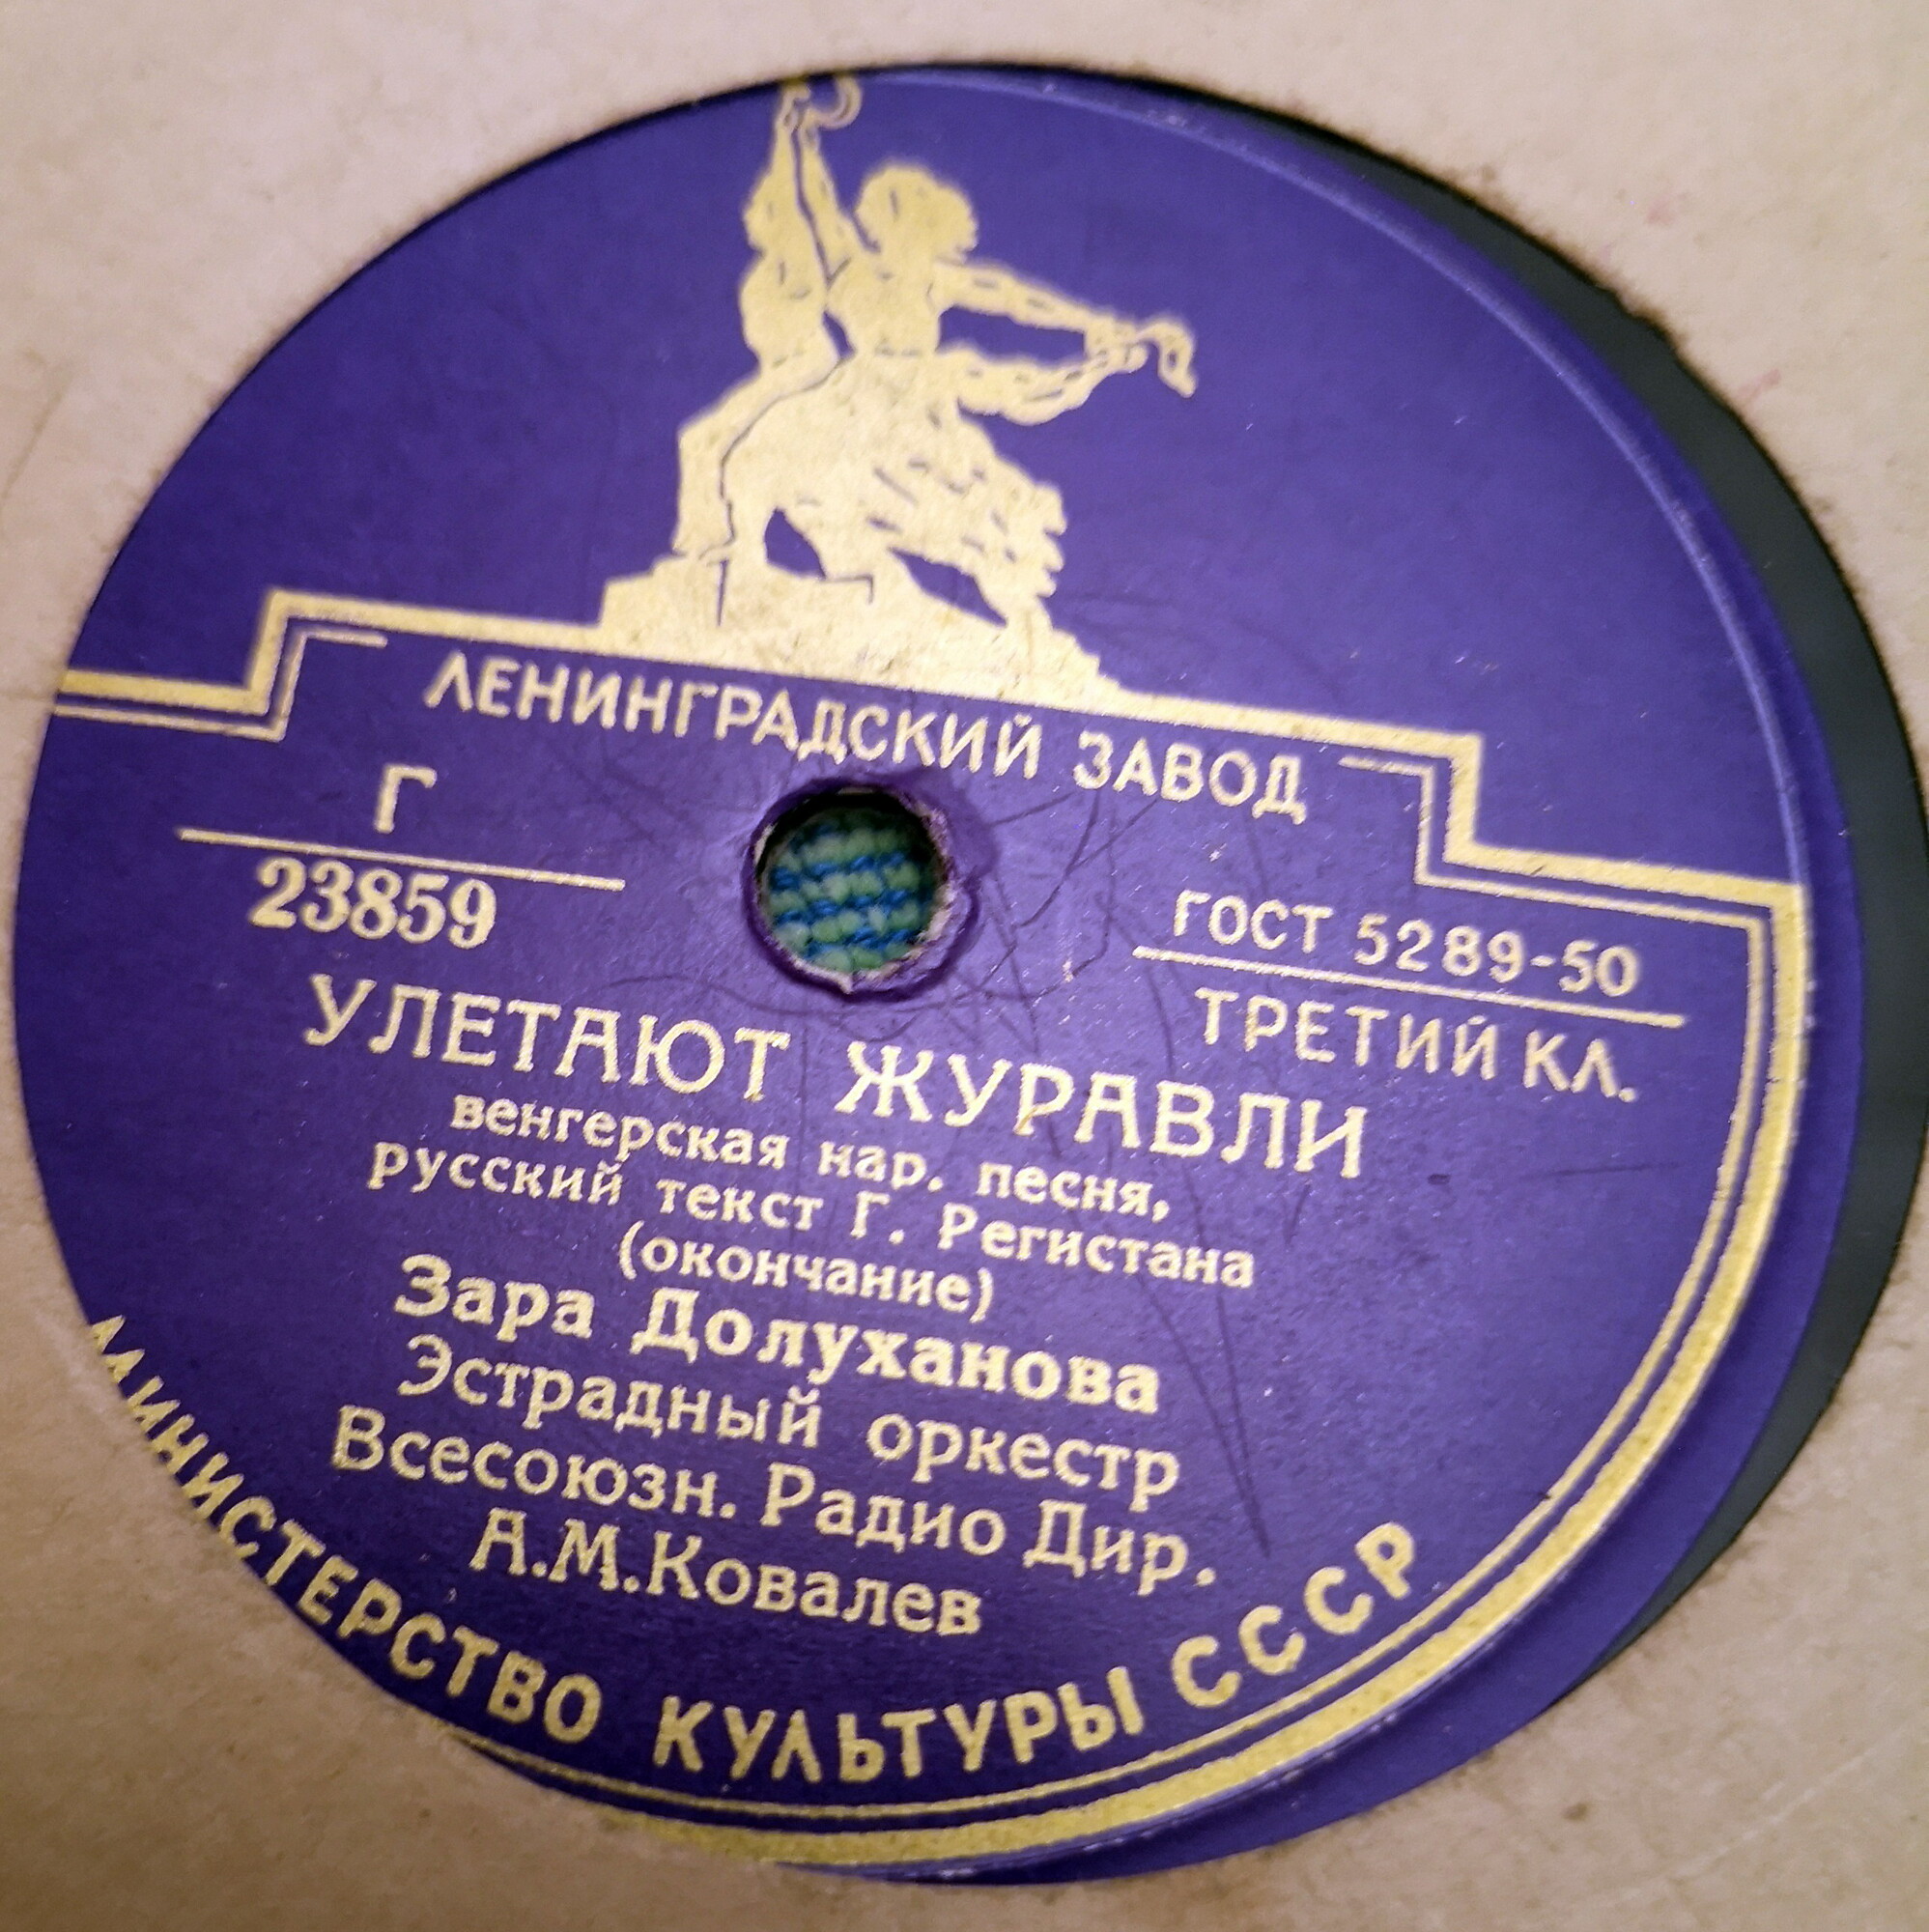 ЛЕНИНГРАДСКИЙ ЗАВОД
Г
23859
ГОСТ 5289-50
ТРЕТИЙ КЛ.
УЛЕТАЮТ ЖУРАВЛИ
венгерская нар. песня,
русский текст Г. Регистана
(окончание)
Зара Долуханова
Эстрадный оркестр
Всесоюзн. Радио Дир.
А.М.Ковалев
МИНИСТЕРСТВО КУЛЬТУРЫ СССР